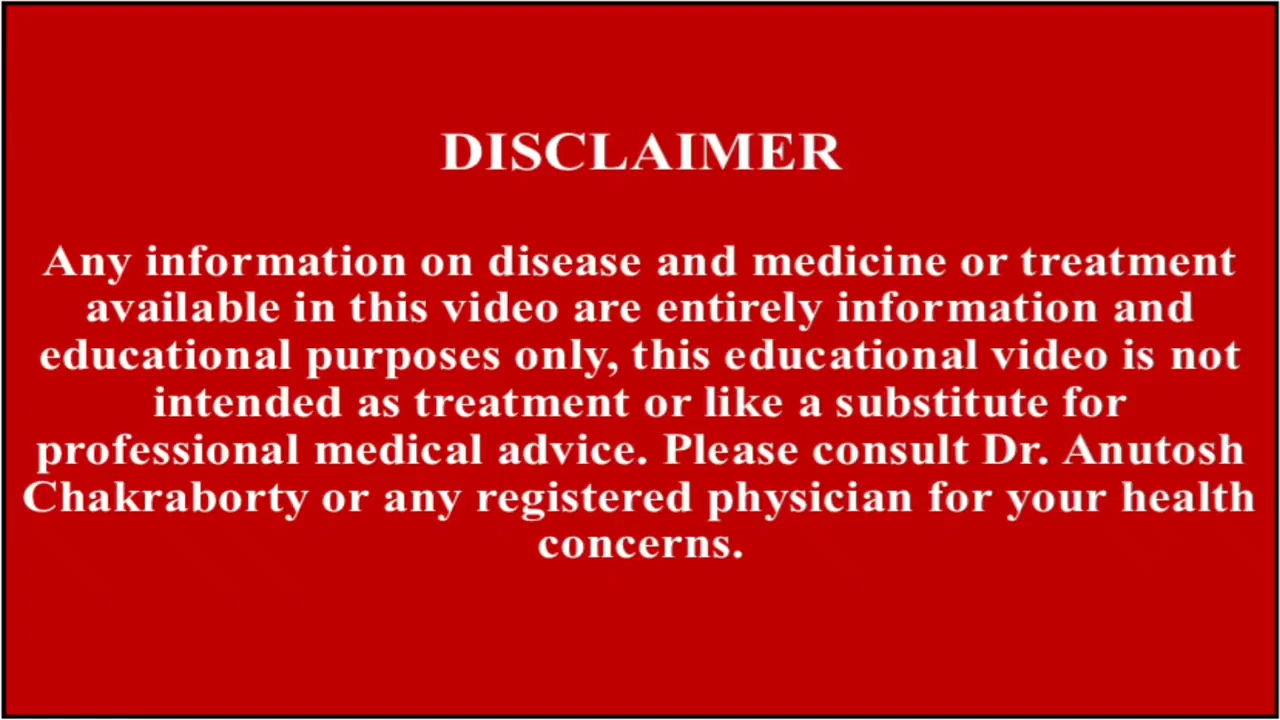 DISCLAIMER
Any information on disease and medicine or treatment
available in this video are entirely information and
educational purposes only, this educational video is not
intended as treatment or like a substitute for
professional medical advice. Please consult Dr. Anutosh
Chakraborty or any registered physician for your health
concerns.